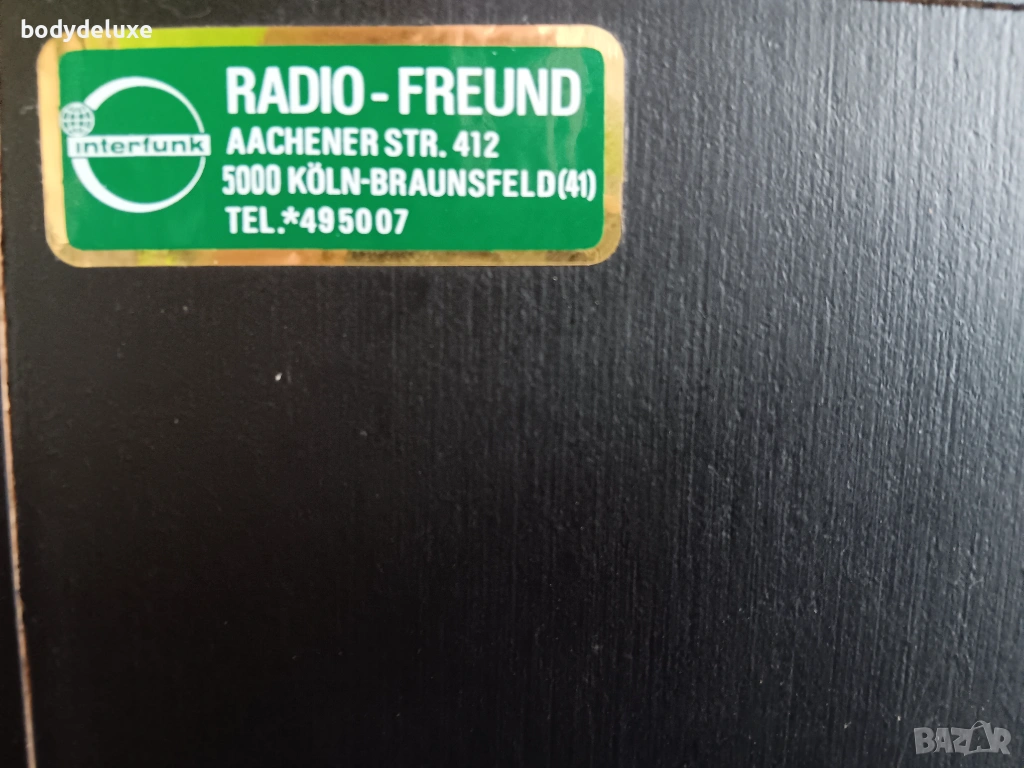 bodydeluxe
RADIO - FREUND
interfunk
AACHENER STR. 412
5000 KÖLN-BRAUNSFELD(41)
TEL.*495007
BAZAR